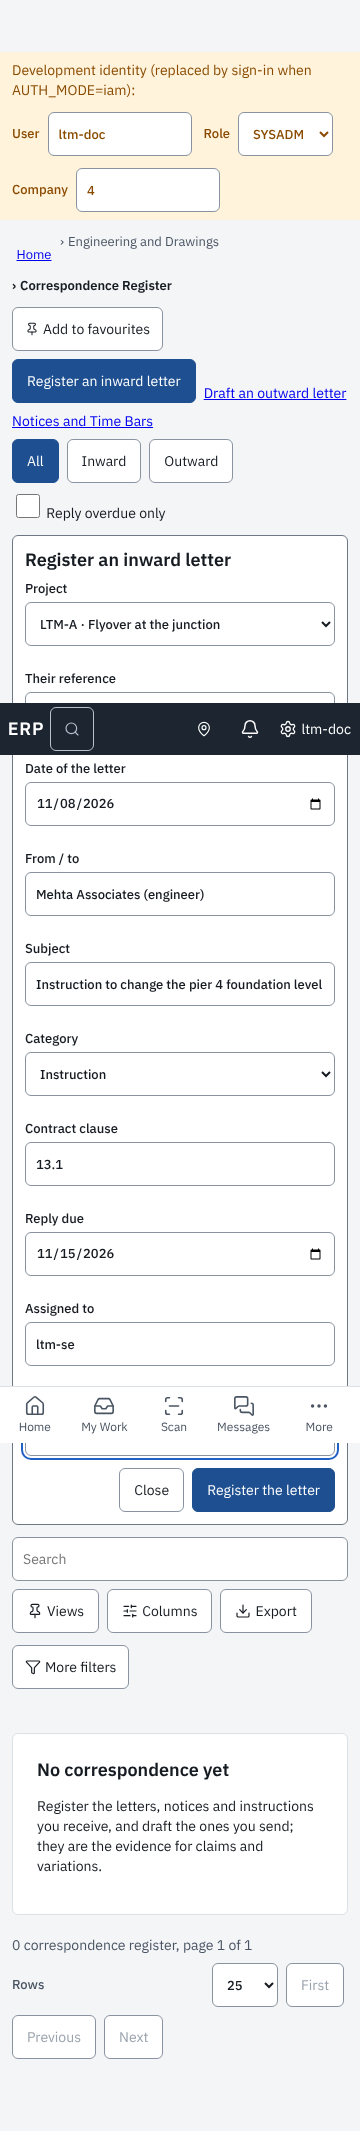 Development identity (replaced by sign-in when
AUTH_MODE=iam):
User ltm-doc Role SYSADM
Company 4
Home › Engineering and Drawings
› Correspondence Register
Add to favourites
Register an inward letter Draft an outward letter
Notices and Time Bars
All Inward Outward
Reply overdue only
Register an inward letter
Project
LTM-A · Flyover at the junction
Their reference
ERP ltm-doc
Date of the letter
11/08/2026
From / to
Mehta Associates (engineer)
Subject
Instruction to change the pier 4 foundation level
Category
Instruction
Contract clause
13.1
Reply due
11/15/2026
Assigned to
ltm-se
Home My Work Scan Messages More
Close Register the letter
Search
Views Columns Export
More filters
No correspondence yet
Register the letters, notices and instructions
you receive, and draft the ones you send;
they are the evidence for claims and
variations.
0 correspondence register, page 1 of 1
Rows 25 First
Previous Next